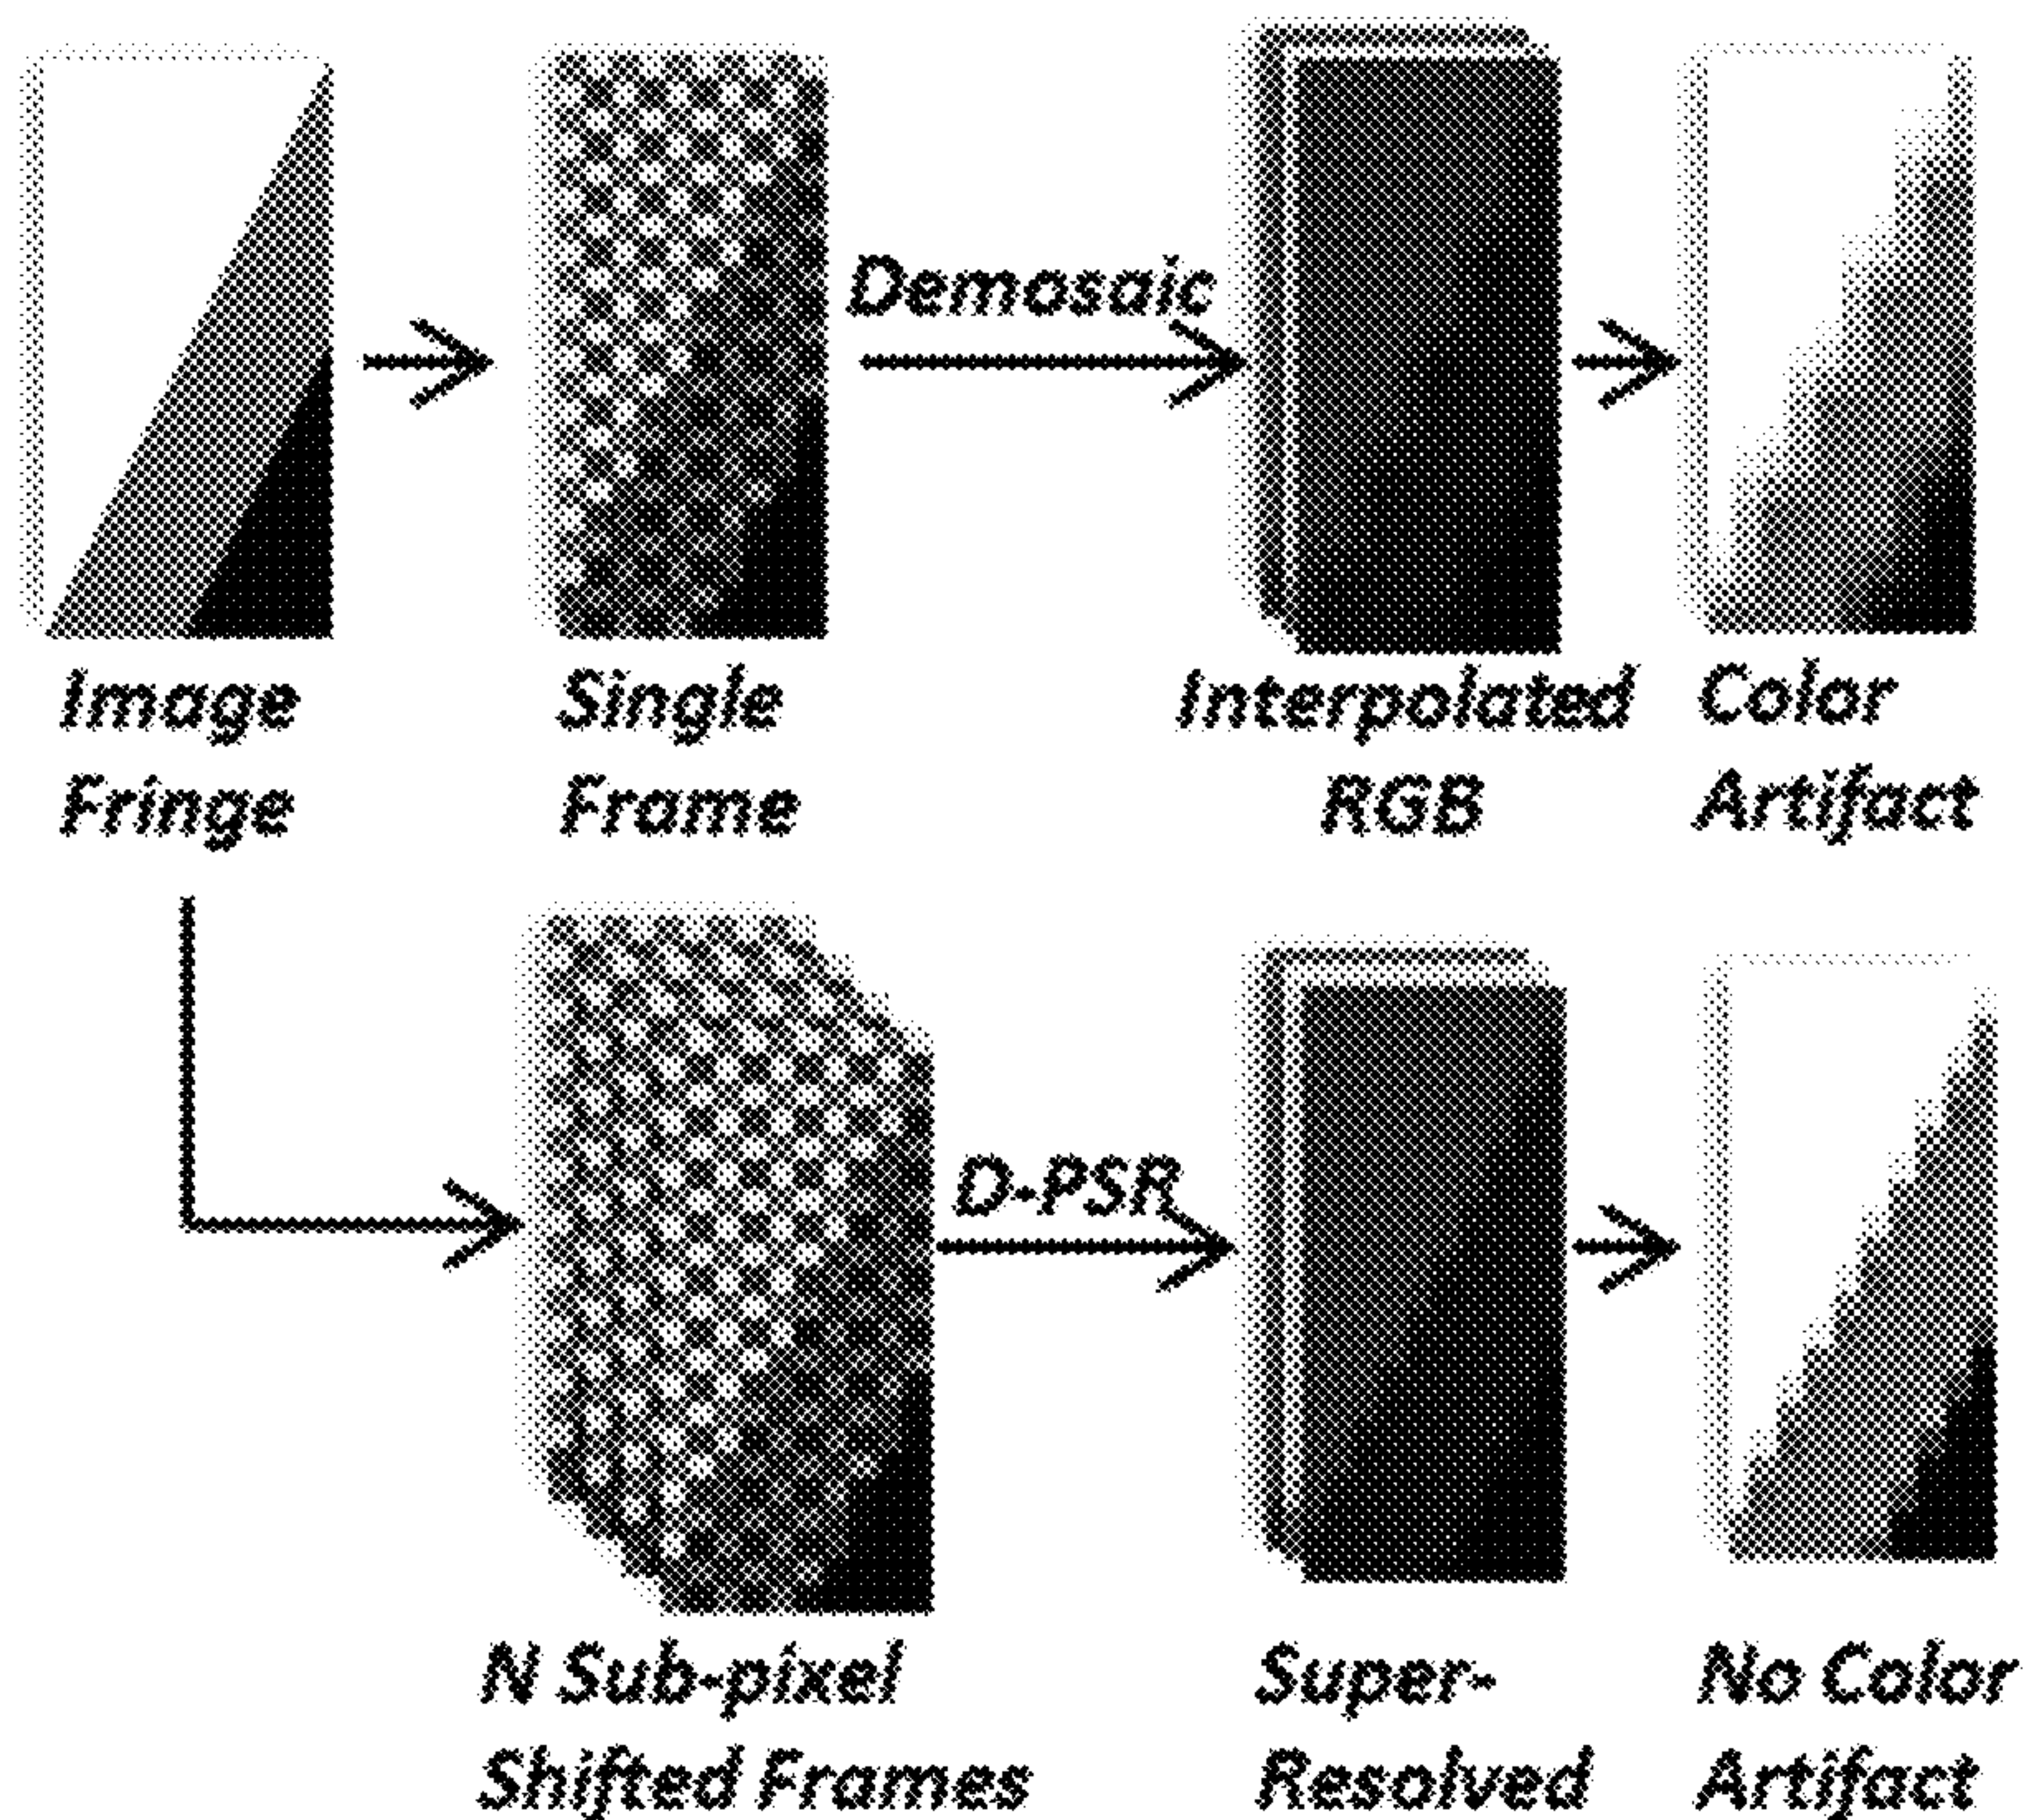 Demosaic
Image
Fringe
Single
Frame
Interpolated
RGB
Color
Artifact
D-PSR
N Sub-pixel
Shifted Frames
Super-
Resolved
No Color
Artifact